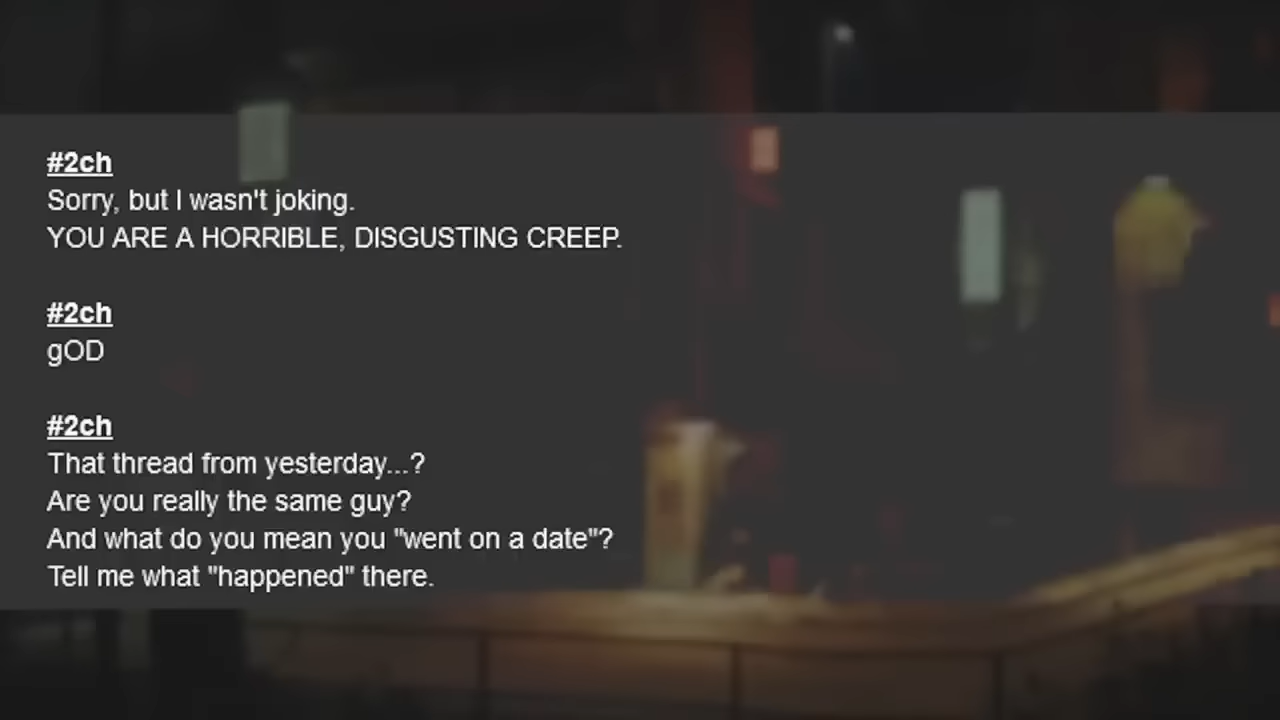 #2ch
Sorry, but I wasn't joking.
YOU ARE A HORRIBLE, DISGUSTING CREEP.
#2ch
gOD
#2ch
That thread from yesterday...?
Are you really the same guy?
And what do you mean you "went on a date"?
Tell me what "happened" there.